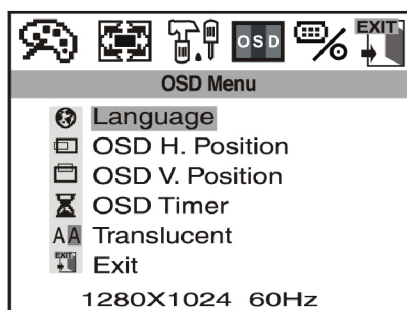 OSD EXIT
OSD Menu
Language
OSD H. Position
OSD V. Position
OSD Timer
AA Translucent
EXIT Exit
1280X1024 60Hz